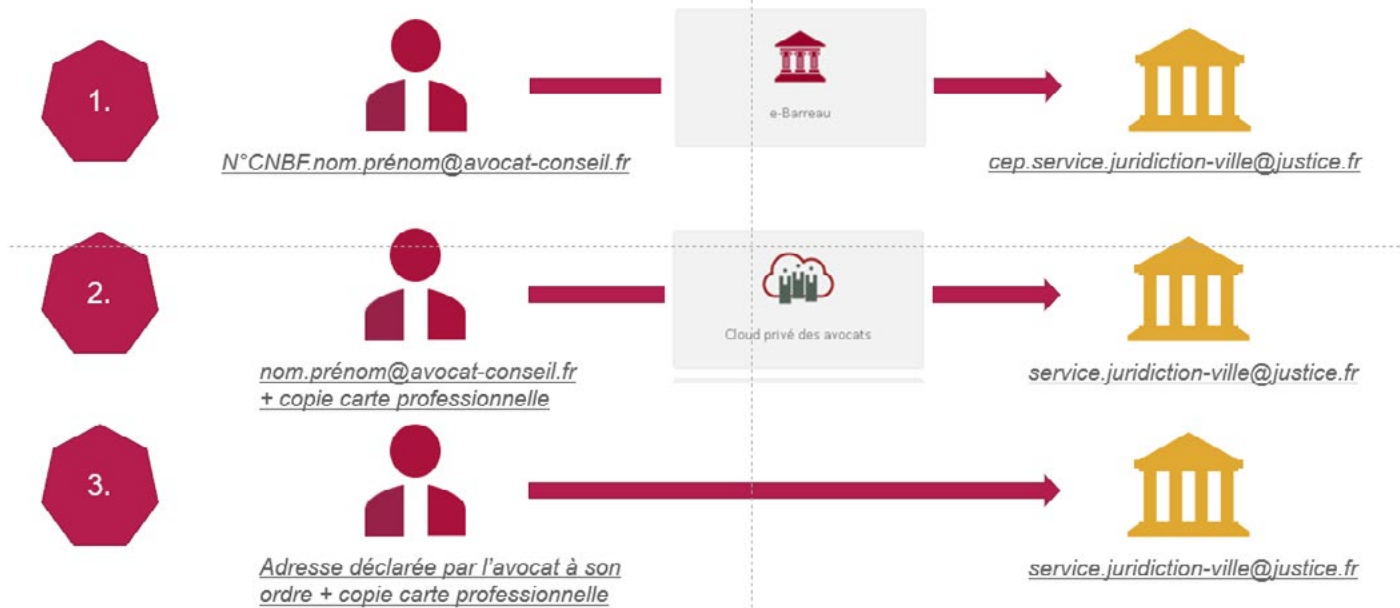 1.
e-Barreau
N°CNBF.nom.prénom@avocat-conseil.fr
cep.service.juridiction-ville@justice.fr
2.
Cloud privé des avocats
nom.prénom@avocat-conseil.fr
+ copie carte professionnelle
service.juridiction-ville@justice.fr
3.
Adresse déclarée par l'avocat à son
ordre + copie carte professionnelle
service.juridiction-ville@justice.fr